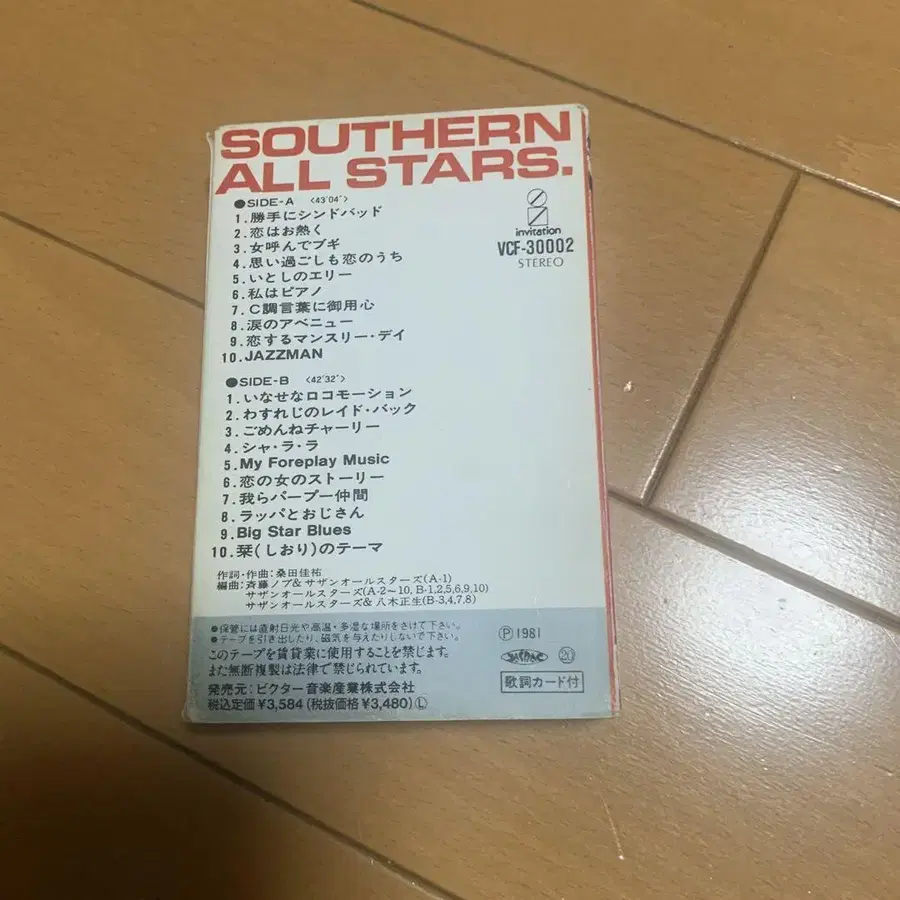 SOUTHERN
ALL STARS.
●SIDE-A 〈43'04"〉
1.勝手にシンドバッド
2.恋はお熱く
3.女呼んでブギ
4.思い過ごしも恋のうち
5.いとしのエリー
6.私はピアノ
7.C調言葉に御用心
8.涙のアベニュー
9.恋するマンスリー・デイ
10.JAZZMAN
invitation
VCF-30002
STEREO
●SIDE-B 〈42'32"〉
1.いなせなロコモーション
2.わすれじのレイド・バック
3.ごめんねチャーリー
4.シャ・ラ・ラ
5.My Foreplay Music
6.恋の女のストーリー
7.我らパープー仲間
8.ラッパとおじさん
9.Big Star Blues
10.栞(しおり)のテーマ
作詞・作曲:桑田佳祐
編曲:斉藤ノブ&サザンオールスターズ(A-1)
サザンオールスターズ(A-2〜10, B-1,2,5,6,9,10)
サザンオールスターズ&八木正生(B-3,4,7,8)
●保管には直射日光や高温・多湿な場所をさけて下さい。
●テープを引き出したり、磁気を与えたりしないで下さい。
このテープを賃貸業に使用することを禁じます。
また無断複製は法律で禁じられています。
発売元:ビクター音楽産業株式会社
税込定価¥3,584(税抜価格¥3,480)Ⓛ
Ⓟ1981
JASRAC
歌詞カード付